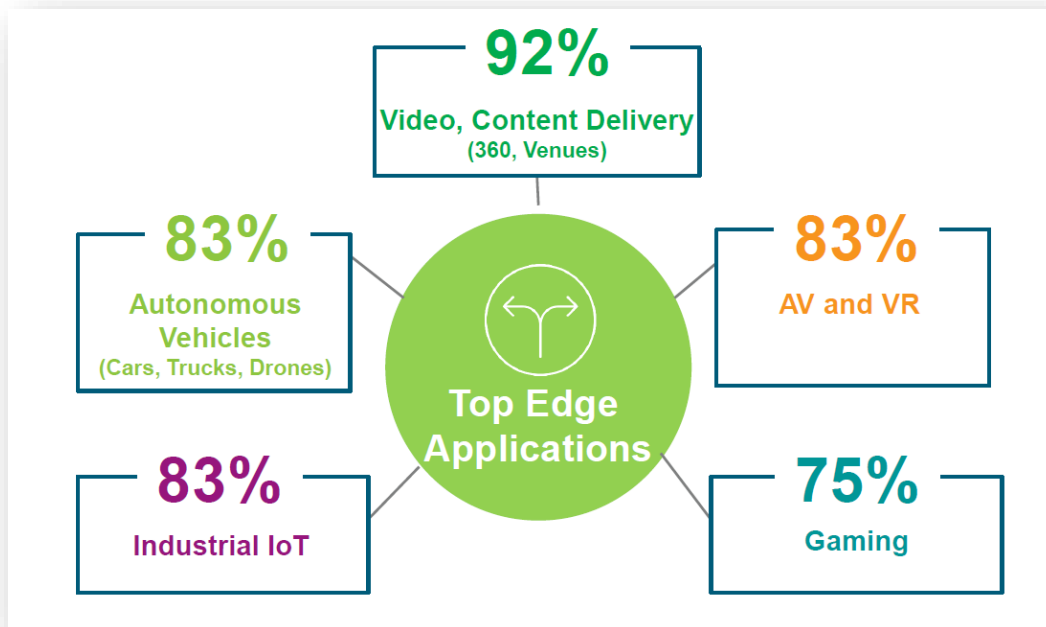 92%
Video, Content Delivery
(360, Venues)
83%
Autonomous
Vehicles
(Cars, Trucks, Drones)
83%
AV and VR
Top Edge
Applications
83%
Industrial IoT
75%
Gaming